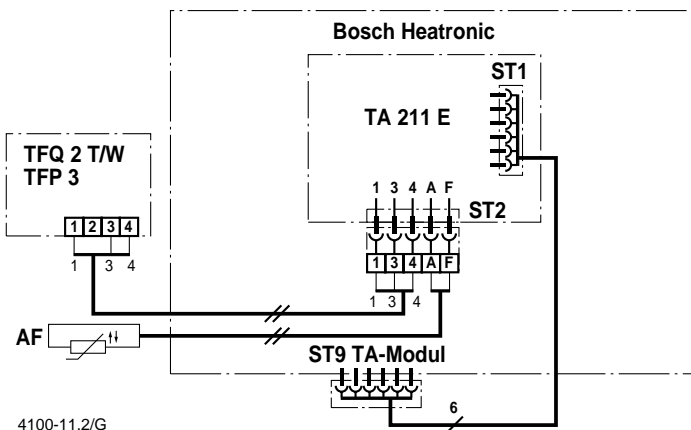 Bosch Heatronic
ST1
TA 211 E
TFQ 2 T/W
TFP 3
1 3 4 A F
ST2
1 2 3 4
1 3 4
1 3 4 A F
1 3 4
AF
ST9 TA-Modul
6
4100-11.2/G